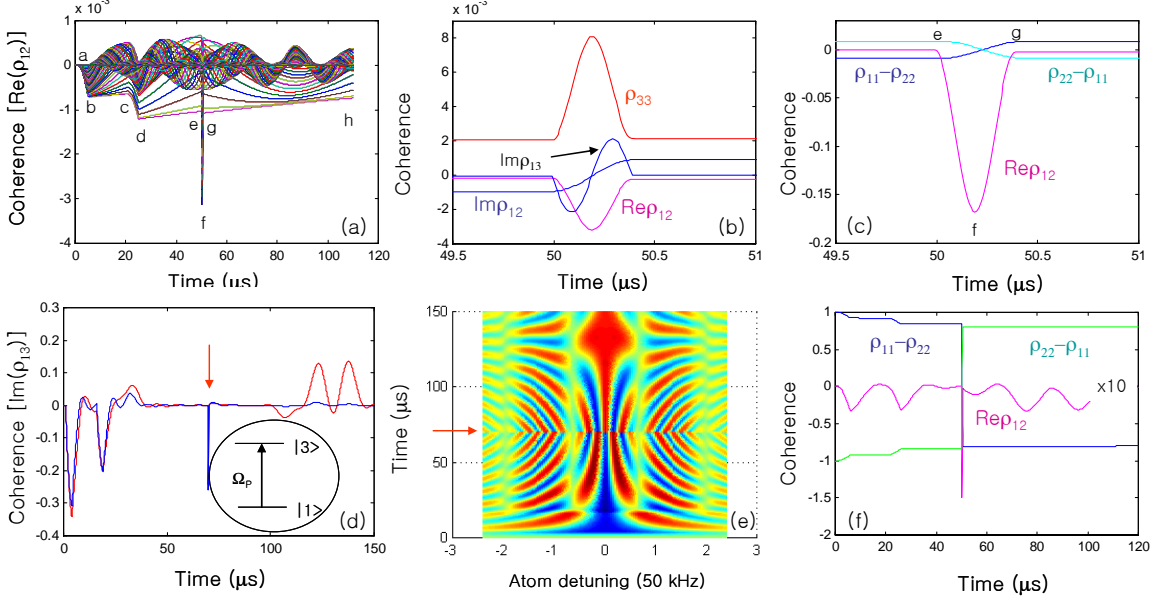 × 10⁻³
1
0
-1
-2
-3
-4
0 20 40 60 80 100 120
Coherence [Re(ρ₁₂)]
Time (μs)
a
b
c
d
e
g
f
h
(a)
× 10⁻³
10
8
6
4
2
0
-2
-4
49.5 50 50.5 51
Coherence
Time (μs)
ρ₃₃
Imρ₁₃
Imρ₁₂
Reρ₁₂
(b)
0
-0.05
-0.1
-0.15
-0.2
49.5 50 50.5 51
Coherence
Time (μs)
e
g
ρ₁₁−ρ₂₂
ρ₂₂−ρ₁₁
Reρ₁₂
f
(c)
0.3
0.2
0.1
0
-0.1
-0.2
-0.3
-0.4
0 50 100 150
Coherence [Im(ρ₁₃)]
Time (μs)
|3>
Ω_P
|1>
(d)
150
100
50
0
-3 -2 -1 0 1 2 3
Time (μs)
Atom detuning (50 kHz)
(e)
1
0.5
0
-0.5
-1
-1.5
-2
0 20 40 60 80 100 120
Coherence
Time (μs)
ρ₁₁−ρ₂₂
ρ₂₂−ρ₁₁
x10
Reρ₁₂
(f)